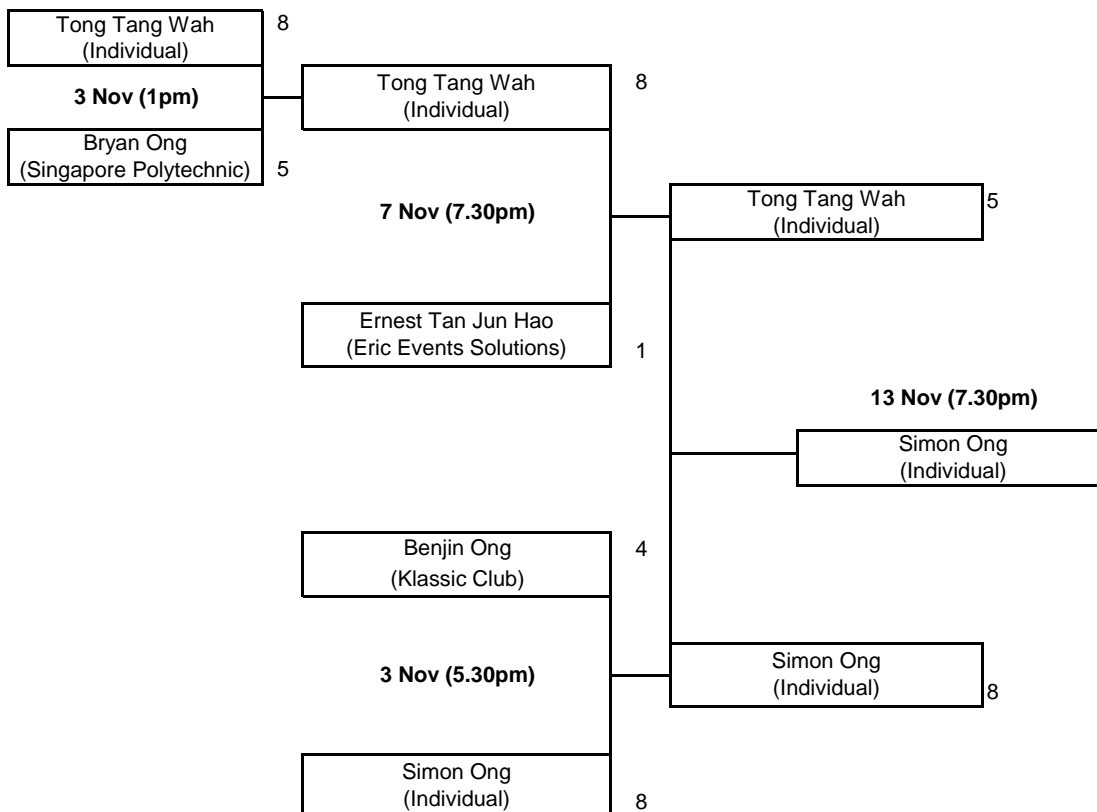 Tong Tang Wah
(Individual)
8
3 Nov (1pm)
Bryan Ong
(Singapore Polytechnic)
5
Tong Tang Wah
(Individual)
8
7 Nov (7.30pm)
Ernest Tan Jun Hao
(Eric Events Solutions)
1
Tong Tang Wah
(Individual)
5
13 Nov (7.30pm)
Simon Ong
(Individual)
Benjin Ong
(Klassic Club)
4
3 Nov (5.30pm)
Simon Ong
(Individual)
8
Simon Ong
(Individual)
8